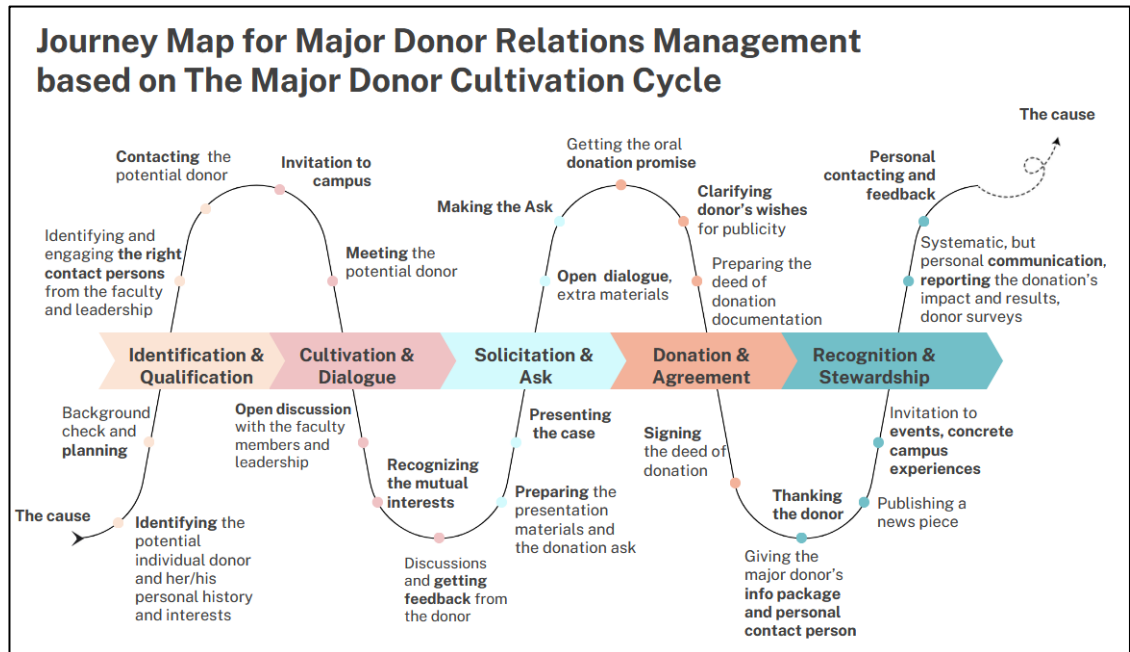 Journey Map for Major Donor Relations Management
based on The Major Donor Cultivation Cycle
The cause
Identifying the
potential
individual donor
and her/his
personal history
and interests
Background
check and
planning
Identification &
Qualification
Identifying and
engaging the right
contact persons
from the faculty
and leadership
Contacting the
potential donor
Invitation to
campus
Meeting the
potential donor
Cultivation &
Dialogue
Open discussion
with the faculty
members and
leadership
Recognizing
the mutual
interests
Discussions
and getting
feedback from
the donor
Preparing the
presentation
materials and
the donation ask
Presenting
the case
Solicitation &
Ask
Open dialogue,
extra materials
Making the Ask
Getting the oral
donation promise
Clarifying
donor's wishes
for publicity
Preparing the
deed of
donation
documentation
Donation &
Agreement
Signing
the deed of
donation
Thanking
the donor
Giving the
major donor's
info package
and personal
contact person
Publishing a
news piece
Invitation to
events, concrete
campus
experiences
Recognition &
Stewardship
Systematic, but
personal communication,
reporting the donation's
impact and results,
donor surveys
Personal
contacting and
feedback
The cause